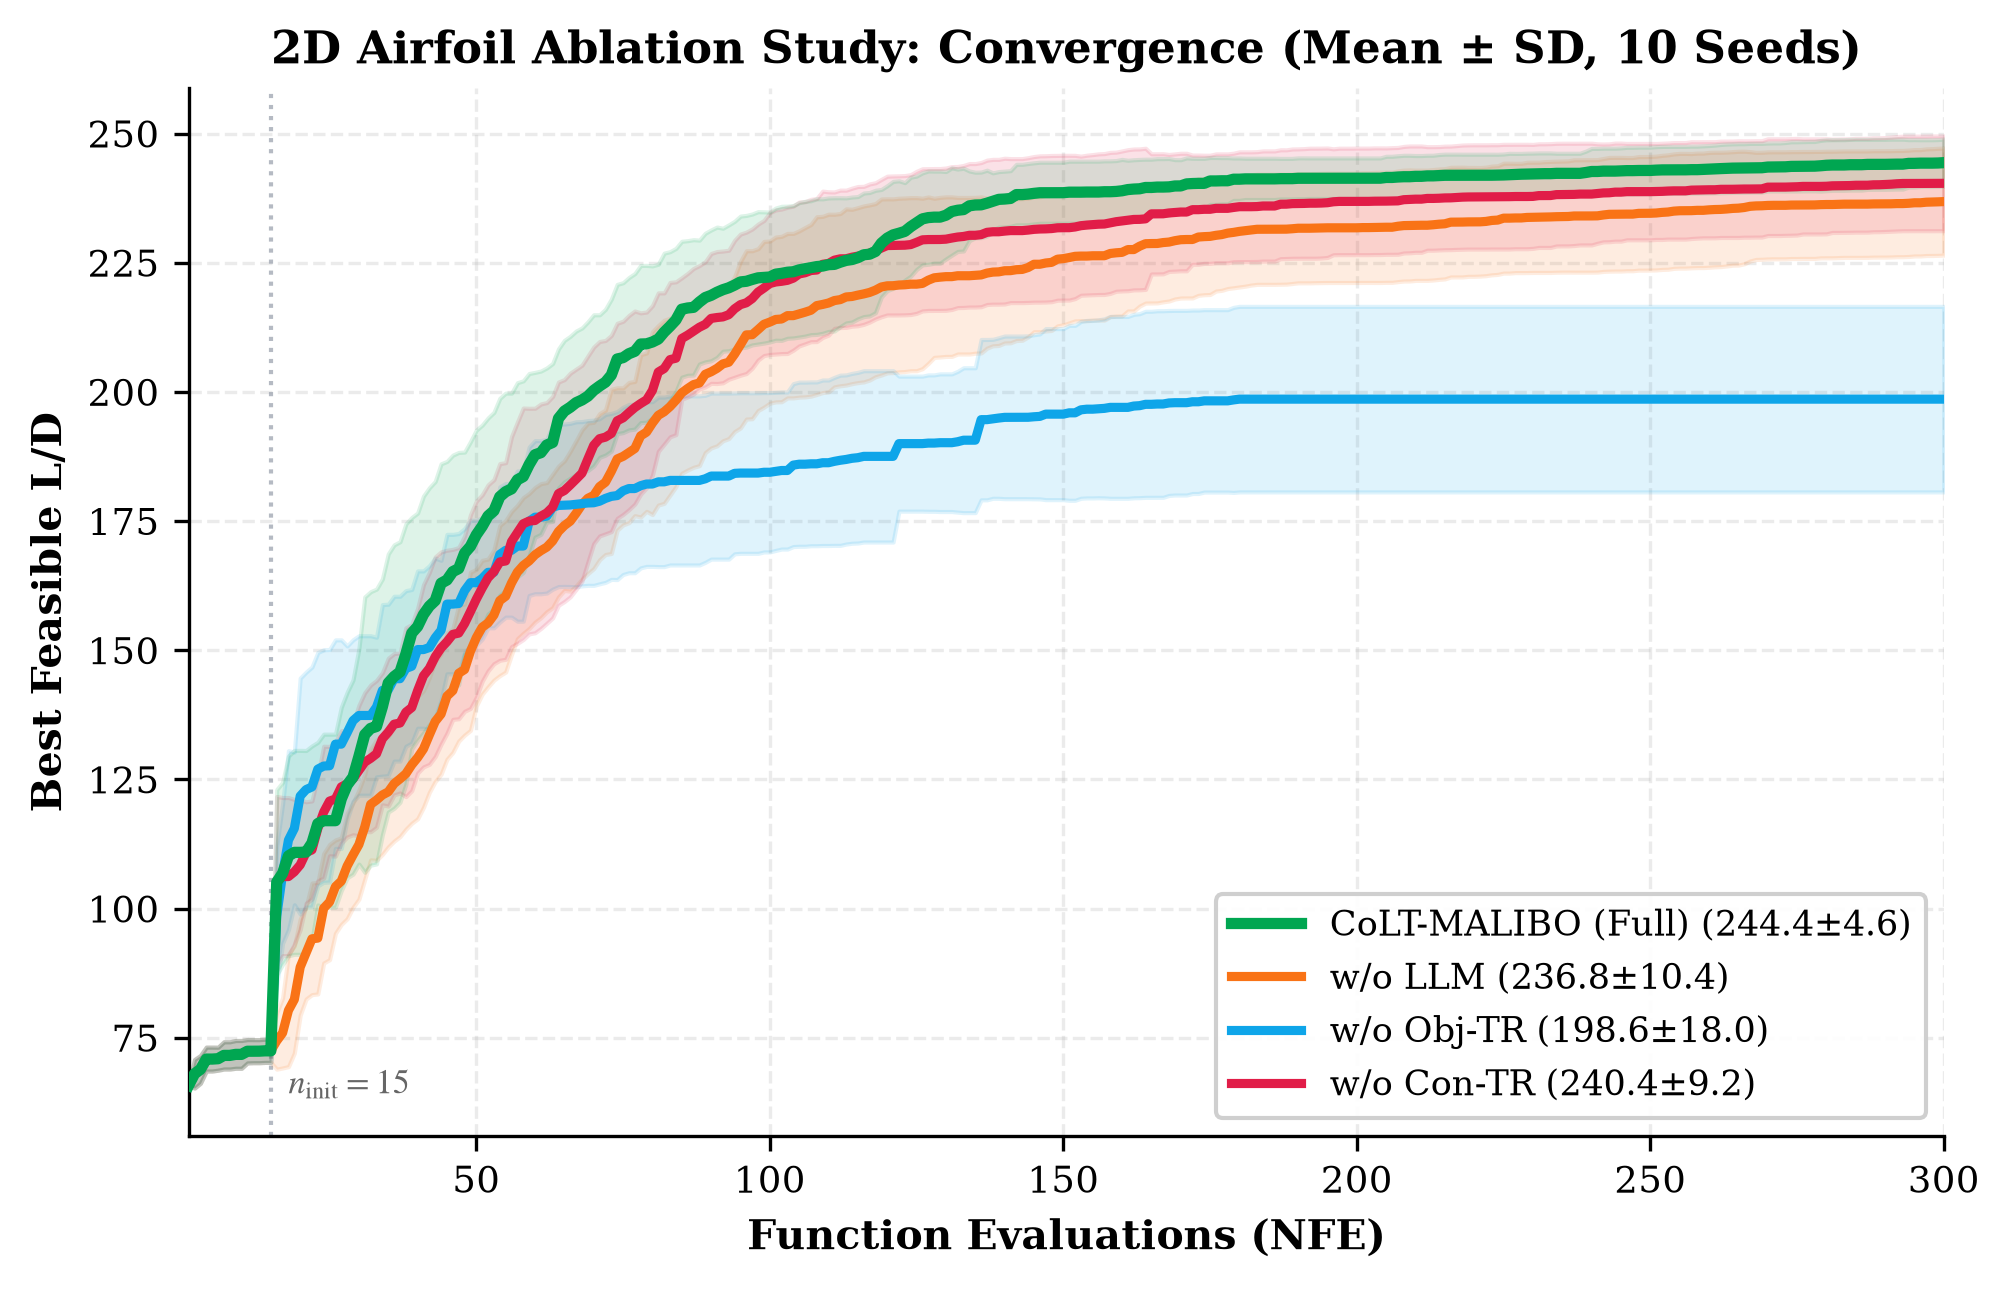 2D Airfoil Ablation Study: Convergence (Mean ± SD, 10 Seeds)
Best Feasible L/D
250
225
200
175
150
125
100
75
n_init = 15
CoLT-MALIBO (Full) (244.4±4.6)
w/o LLM (236.8±10.4)
w/o Obj-TR (198.6±18.0)
w/o Con-TR (240.4±9.2)
50 100 150 200 250 300
Function Evaluations (NFE)